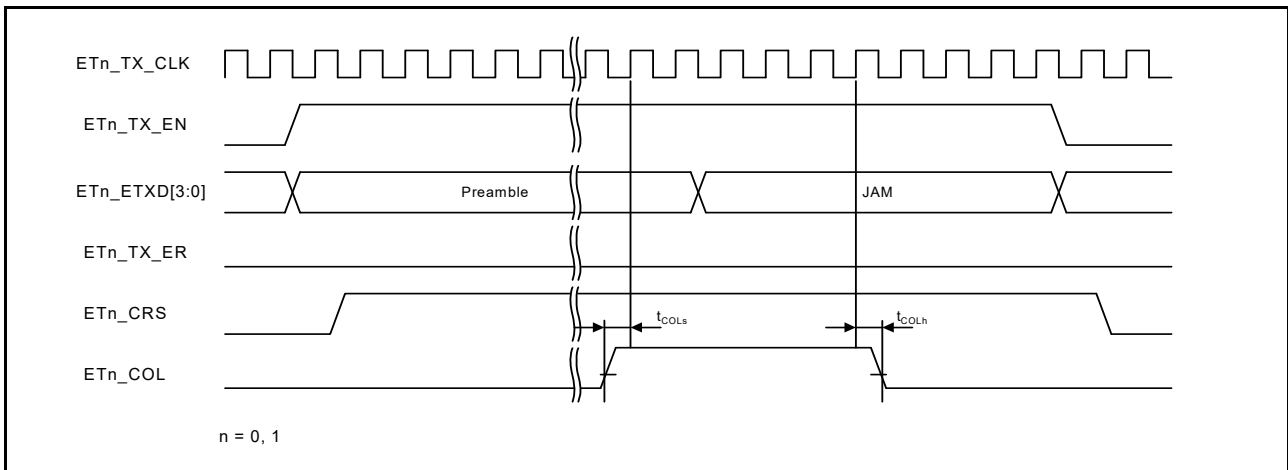 ETn_TX_CLK
ETn_TX_EN
ETn_ETXD[3:0] Preamble JAM
ETn_TX_ER
ETn_CRS
tCOLs tCOLh
ETn_COL
n = 0, 1